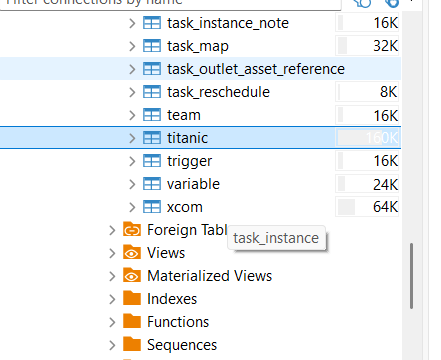 Filter connections by name
task_instance_note 16K
task_map 32K
task_outlet_asset_reference
task_reschedule 8K
team 16K
titanic 160K
trigger 16K
variable 24K
xcom 64K
Foreign Tabl
task_instance
Views
Materialized Views
Indexes
Functions
Sequences